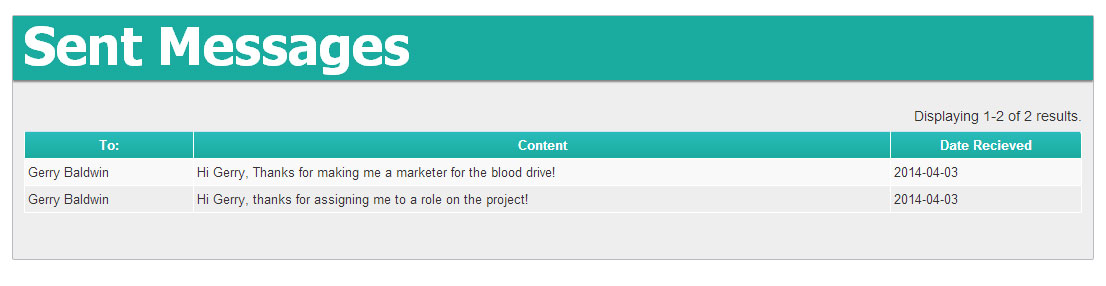 Sent Messages
Displaying 1-2 of 2 results.
To: Content Date Recieved
Gerry Baldwin Hi Gerry, Thanks for making me a marketer for the blood drive! 2014-04-03
Gerry Baldwin Hi Gerry, thanks for assigning me to a role on the project! 2014-04-03